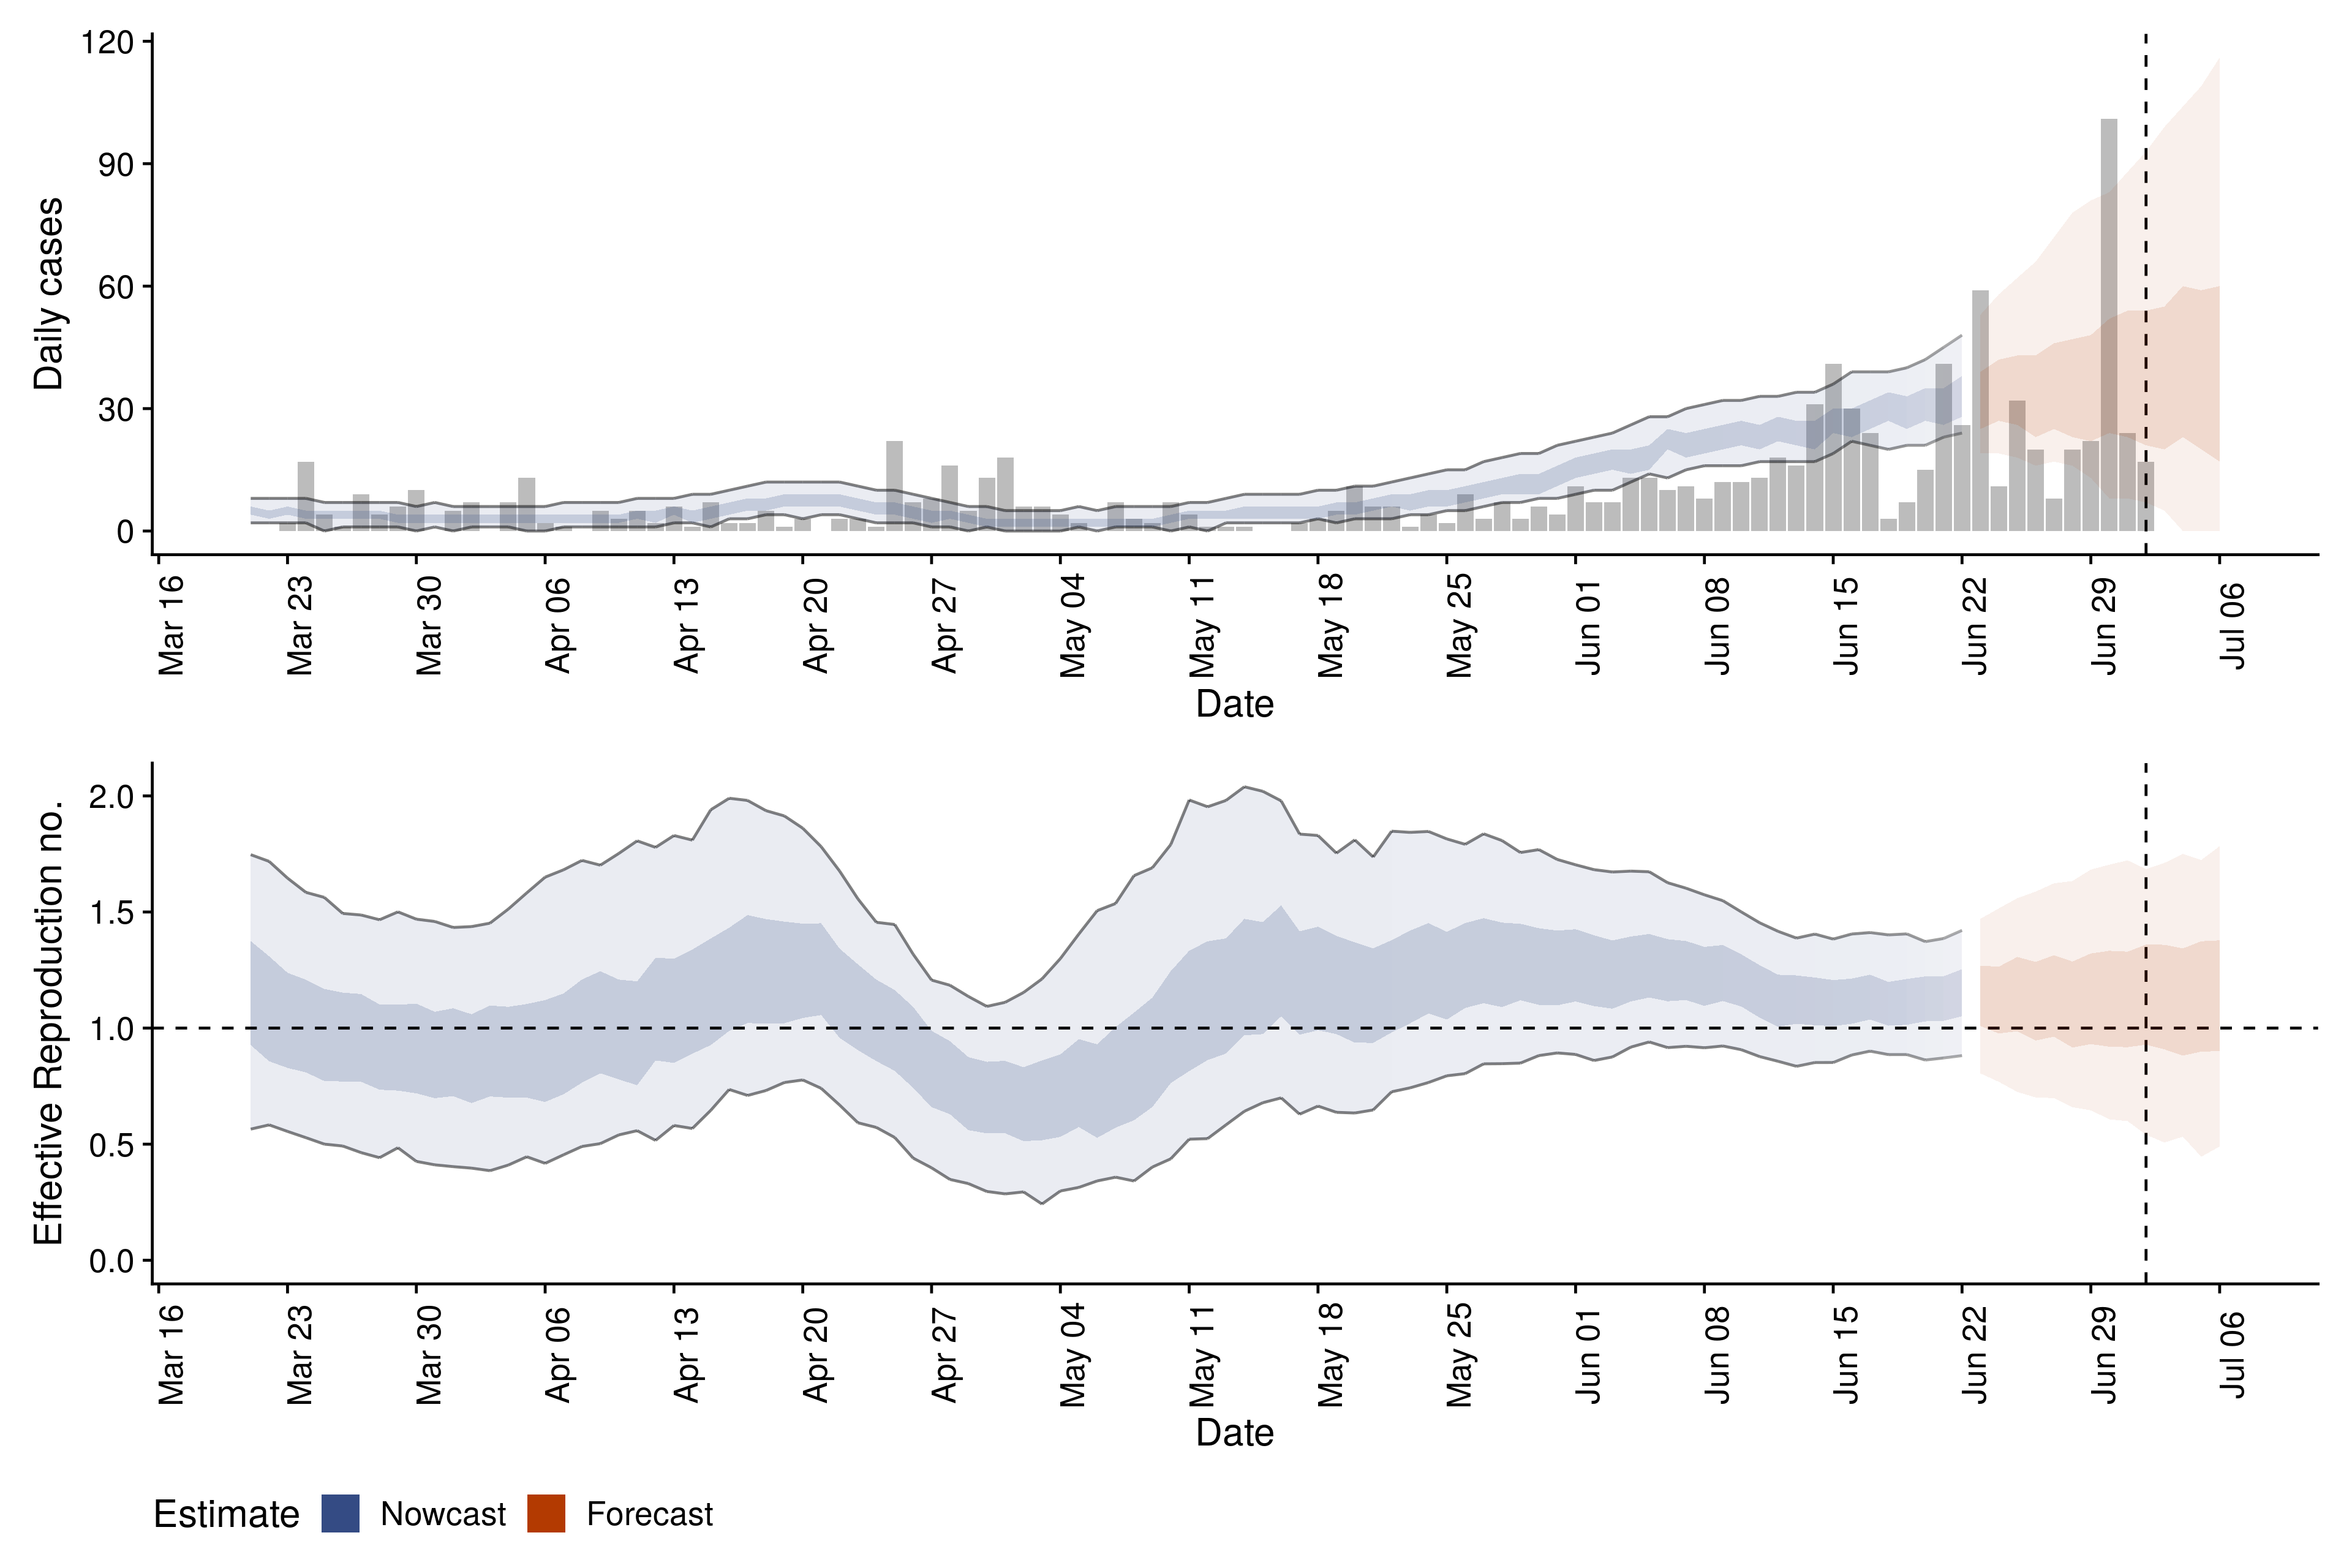 120
90
60
30
0
Daily cases
Mar 16
Mar 23
Mar 30
Apr 06
Apr 13
Apr 20
Apr 27
May 04
May 11
May 18
May 25
Jun 01
Jun 08
Jun 15
Jun 22
Jun 29
Jul 06
Date
2.0
1.5
1.0
0.5
0.0
Effective Reproduction no.
Mar 16
Mar 23
Mar 30
Apr 06
Apr 13
Apr 20
Apr 27
May 04
May 11
May 18
May 25
Jun 01
Jun 08
Jun 15
Jun 22
Jun 29
Jul 06
Date
Estimate Nowcast Forecast